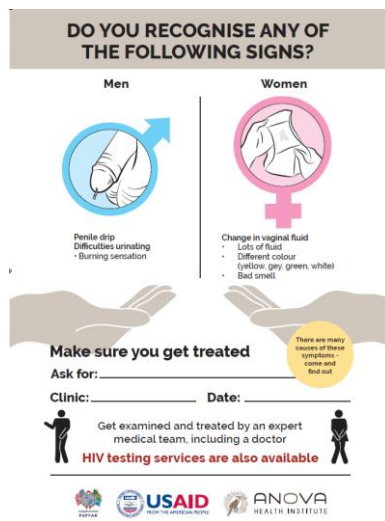 DO YOU RECOGNISE ANY OF
THE FOLLOWING SIGNS?
Men
Women
Penile drip
Difficulties urinating
• Burning sensation
Change in vaginal fluid
• Lots of fluid
• Different colour
(yellow, gey, green, white)
• Bad smell
There are many
causes of these
symptoms -
come and
find out
Make sure you get treated
Ask for:
Clinic:
Date:
Get examined and treated by an expert
medical team, including a doctor
HIV testing services are also available
PEPFAR
USAID
FROM THE AMERICAN PEOPLE
ANOVA
HEALTH INSTITUTE